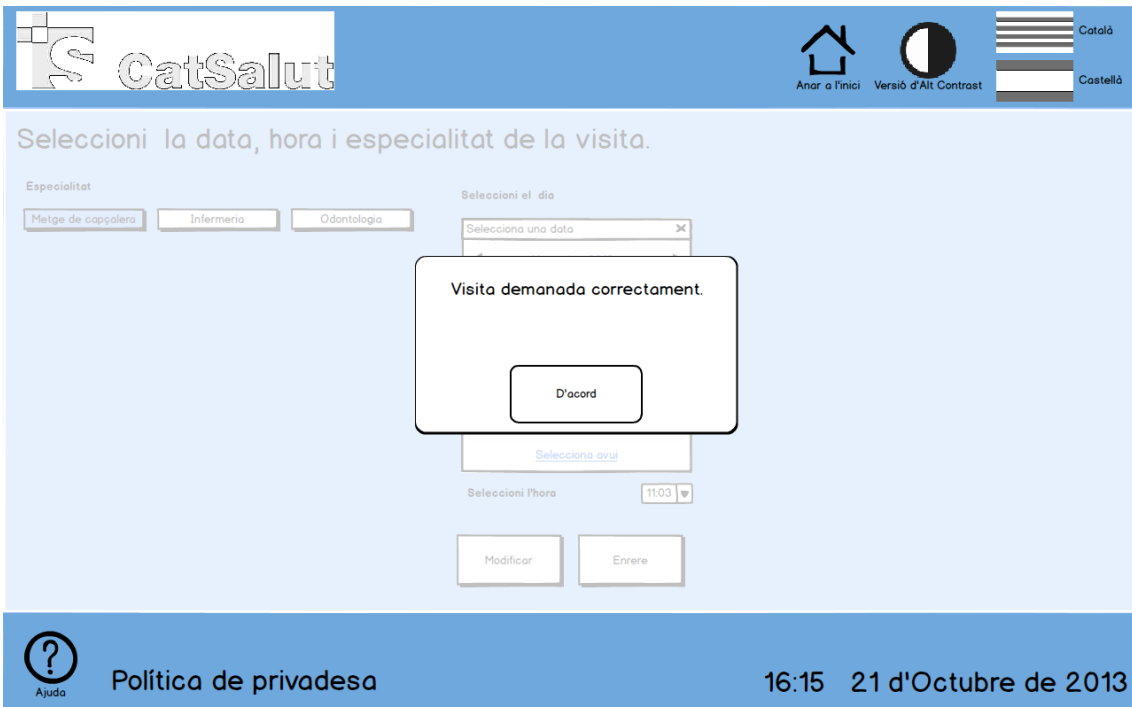 CatSalut
Anar a l'inici
Versió d'Alt Contrast
Català
Castellà
Seleccioni la data, hora i especialitat de la visita.
Especialitat
Metge de capçalera
Infermeria
Odontologia
Seleccioni el dia
Selecciona una data
Visita demanada correctament.
D'acord
Selecciona avui
Seleccioni l'hora
11:03
Modificar
Enrere
Ajuda
Política de privadesa
16:15 21 d'Octubre de 2013